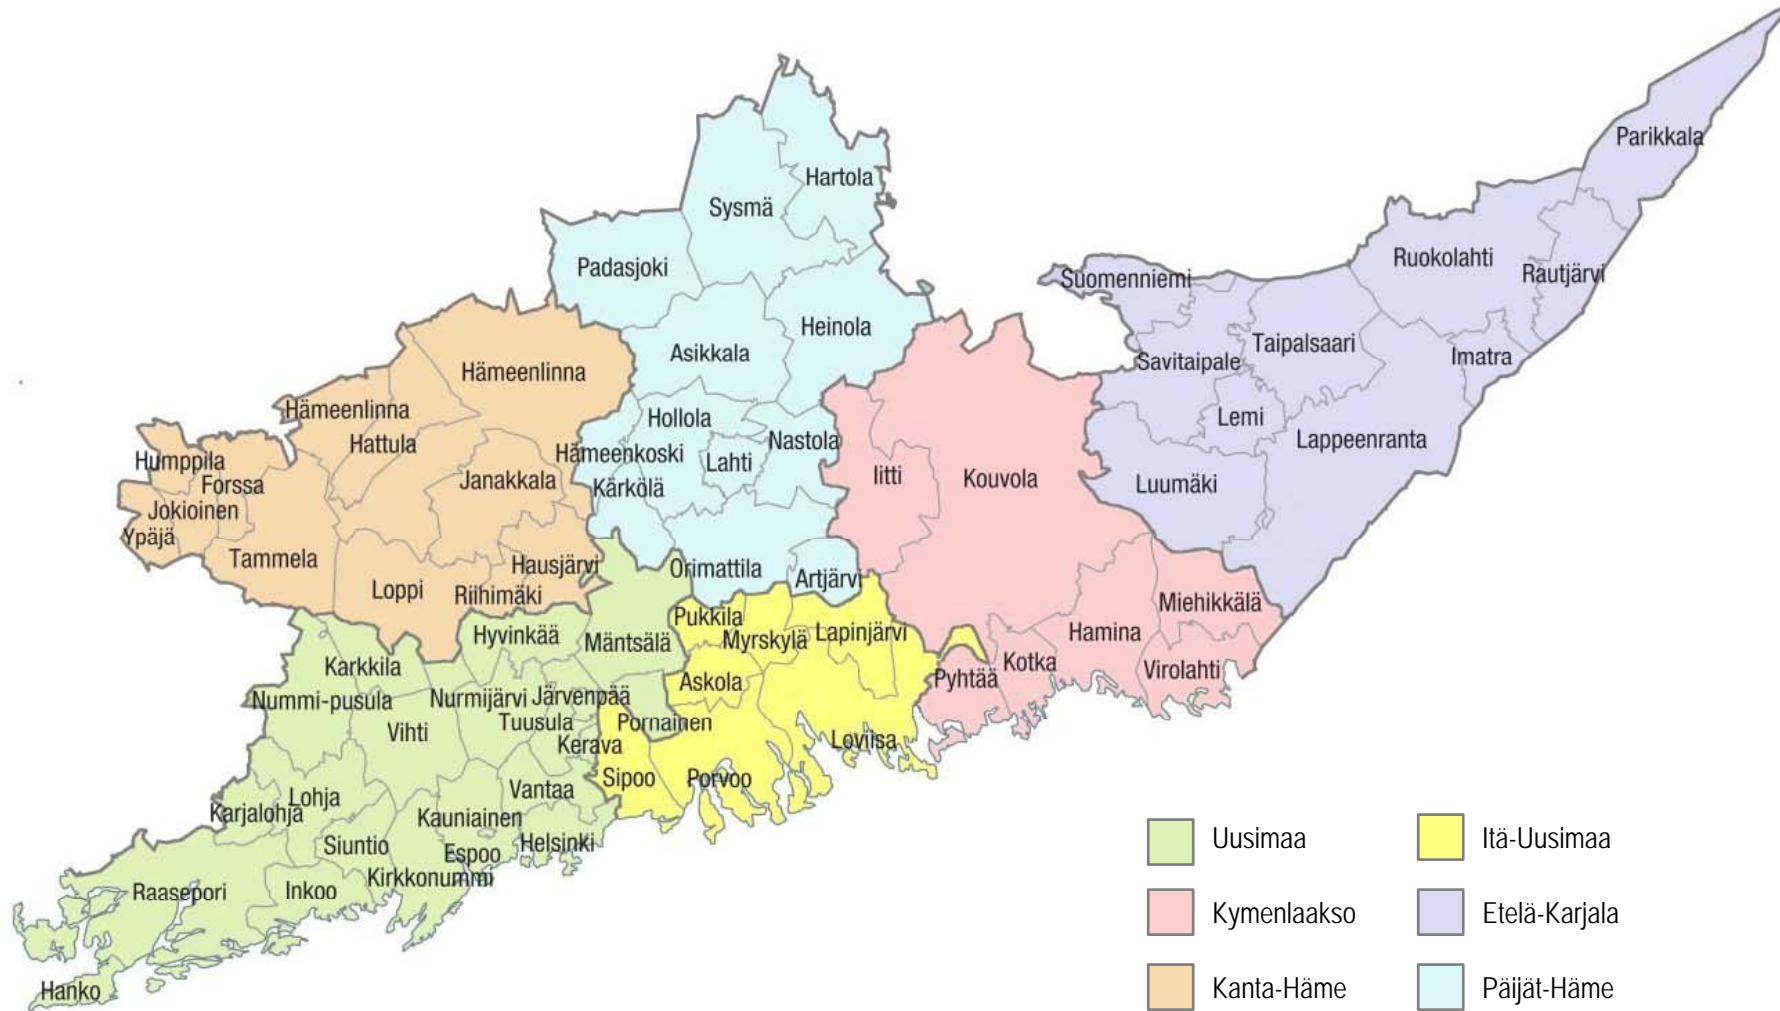 Parikkala
Hartola
Sysmä
Ruokolahti
Padasjoki
Rautjärvi
Suomenniemi
Heinola
Taipalsaari
Asikkala
Imatra
Savitaipale
Hämeenlinna
Hämeenlinna
Hollola
Lemi
Lappeenranta
Nastola
Hattula
Hämeenkoski
Lahti
Humppila
Iitti
Kouvola
Forssa
Janakkala
Luumäki
Kärkölä
Jokioinen
Ypäjä
Tammela
Hausjärvi
Orimattila
Artjärvi
Loppi
Riihimäki
Miehikkälä
Pukkila
Hyvinkää
Mäntsälä
Myrskylä
Lapinjärvi
Hamina
Karkkila
Kotka
Virolahti
Pyhtää
Askola
Nummi-pusula
Nurmijärvi
Järvenpää
Tuusula
Pornainen
Vihti
Kerava
Loviisa
Sipoo
Porvoo
Vantaa
Lohja
Karjalohja
Kauniainen
Siuntio
Helsinki
Espoo
Kirkkonummi
Raasepori
Inkoo
Hanko
Uusimaa
Itä-Uusimaa
Kymenlaakso
Etelä-Karjala
Kanta-Häme
Päijät-Häme